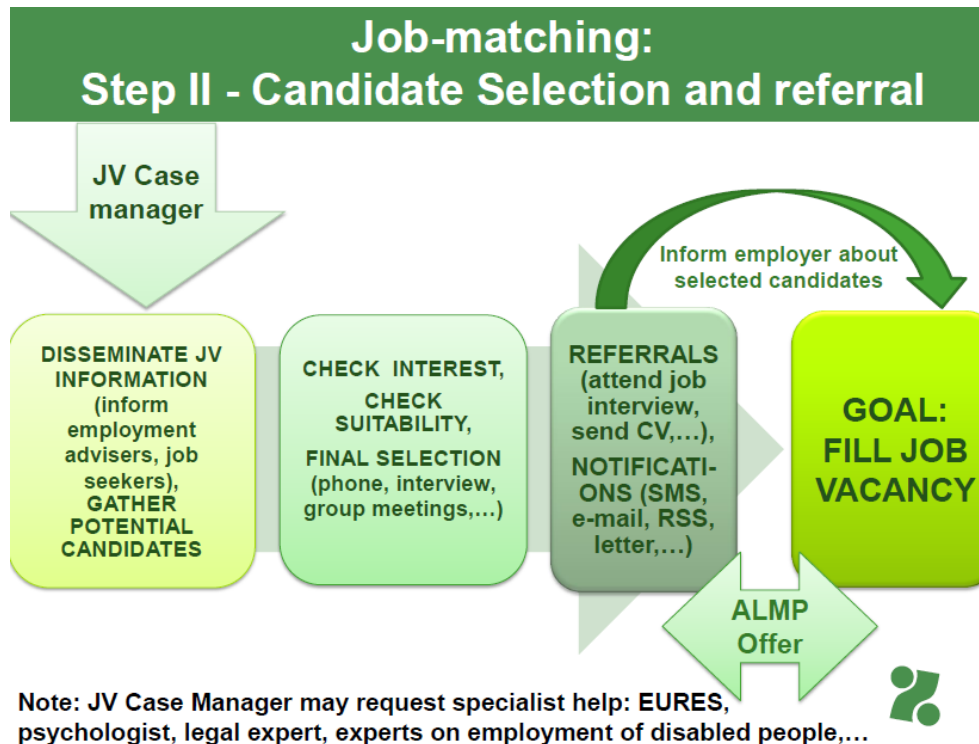 Job-matching:
Step II - Candidate Selection and referral
JV Case
manager
DISSEMINATE JV
INFORMATION
(inform
employment
advisers, job
seekers),
GATHER
POTENTIAL
CANDIDATES
CHECK INTEREST,
CHECK
SUITABILITY,
FINAL SELECTION
(phone, interview,
group meetings,...)
Inform employer about
selected candidates
REFERRALS
(attend job
interview,
send CV,...),
NOTIFICATI-
ONS (SMS,
e-mail, RSS,
letter,...)
GOAL:
FILL JOB
VACANCY
ALMP
Offer
Note: JV Case Manager may request specialist help: EURES,
psychologist, legal expert, experts on employment of disabled people,...